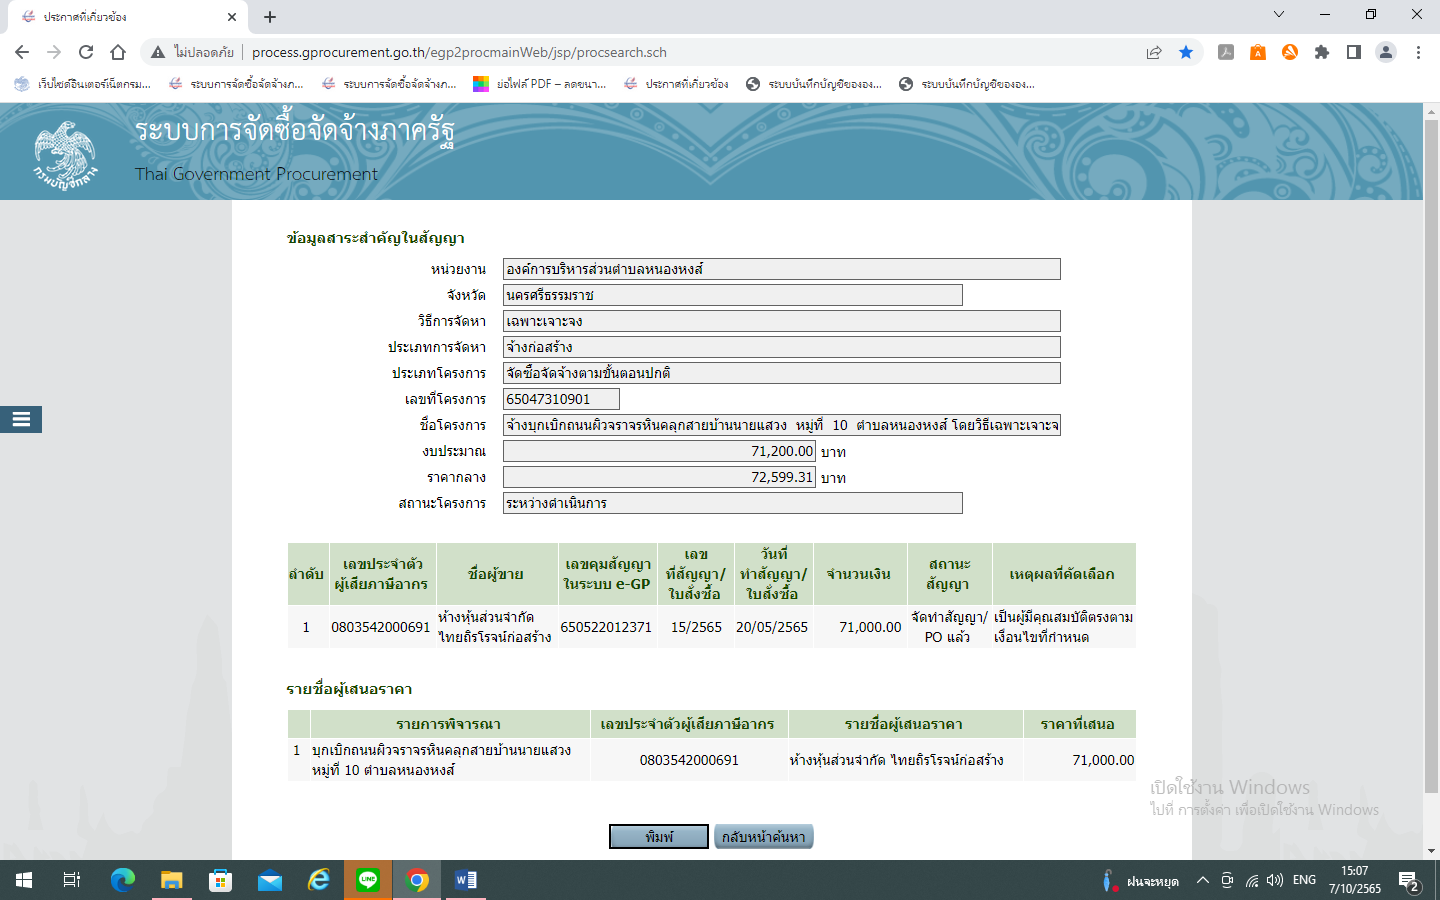 ประกาศที่เกี่ยวข้อง
ไม่ปลอดภัย | process.gprocurement.go.th/egp2procmainWeb/jsp/procsearch.sch
เว็บไซต์อินเตอร์เน็ตกรม... ระบบการจัดซื้อจัดจ้างภ... ระบบการจัดซื้อจัดจ้างภ... ย่อไฟล์ PDF – ลดขนา... ประกาศที่เกี่ยวข้อง ระบบบันทึกบัญชีขององ... ระบบบันทึกบัญชีขององ...
ระบบการจัดซื้อจัดจ้างภาครัฐ
Thai Government Procurement
กรมบัญชีกลาง
ข้อมูลสาระสำคัญในสัญญา
หน่วยงาน องค์การบริหารส่วนตำบลหนองหงส์
จังหวัด นครศรีธรรมราช
วิธีการจัดหา เฉพาะเจาะจง
ประเภทการจัดหา จ้างก่อสร้าง
ประเภทโครงการ จัดซื้อจัดจ้างตามขั้นตอนปกติ
เลขที่โครงการ 65047310901
ชื่อโครงการ จ้างบุกเบิกถนนผิวจราจรหินคลุกสายบ้านนายแสวง หมู่ที่ 10 ตำบลหนองหงส์ โดยวิธีเฉพาะเจาะจ
งบประมาณ 71,200.00 บาท
ราคากลาง 72,599.31 บาท
สถานะโครงการ ระหว่างดำเนินการ
ลำดับ เลขประจำตัวผู้เสียภาษีอากร ชื่อผู้ขาย เลขคุมสัญญาในระบบ e-GP เลขที่สัญญา/ใบสั่งซื้อ วันที่ทำสัญญา/ใบสั่งซื้อ จำนวนเงิน สถานะสัญญา เหตุผลที่คัดเลือก
1 0803542000691 ห้างหุ้นส่วนจำกัด ไทยถิรโรจน์ก่อสร้าง 650522012371 15/2565 20/05/2565 71,000.00 จัดทำสัญญา/PO แล้ว เป็นผู้มีคุณสมบัติตรงตามเงื่อนไขที่กำหนด
รายชื่อผู้เสนอราคา
รายการพิจารณา เลขประจำตัวผู้เสียภาษีอากร รายชื่อผู้เสนอราคา ราคาที่เสนอ
1 บุกเบิกถนนผิวจราจรหินคลุกสายบ้านนายแสวง หมู่ที่ 10 ตำบลหนองหงส์ 0803542000691 ห้างหุ้นส่วนจำกัด ไทยถิรโรจน์ก่อสร้าง 71,000.00
เปิดใช้งาน Windows
ไปที่ การตั้งค่า เพื่อเปิดใช้งาน Windows
พิมพ์ กลับหน้าค้นหา
ฝนจะหยุด ENG 15:07
7/10/2565 2